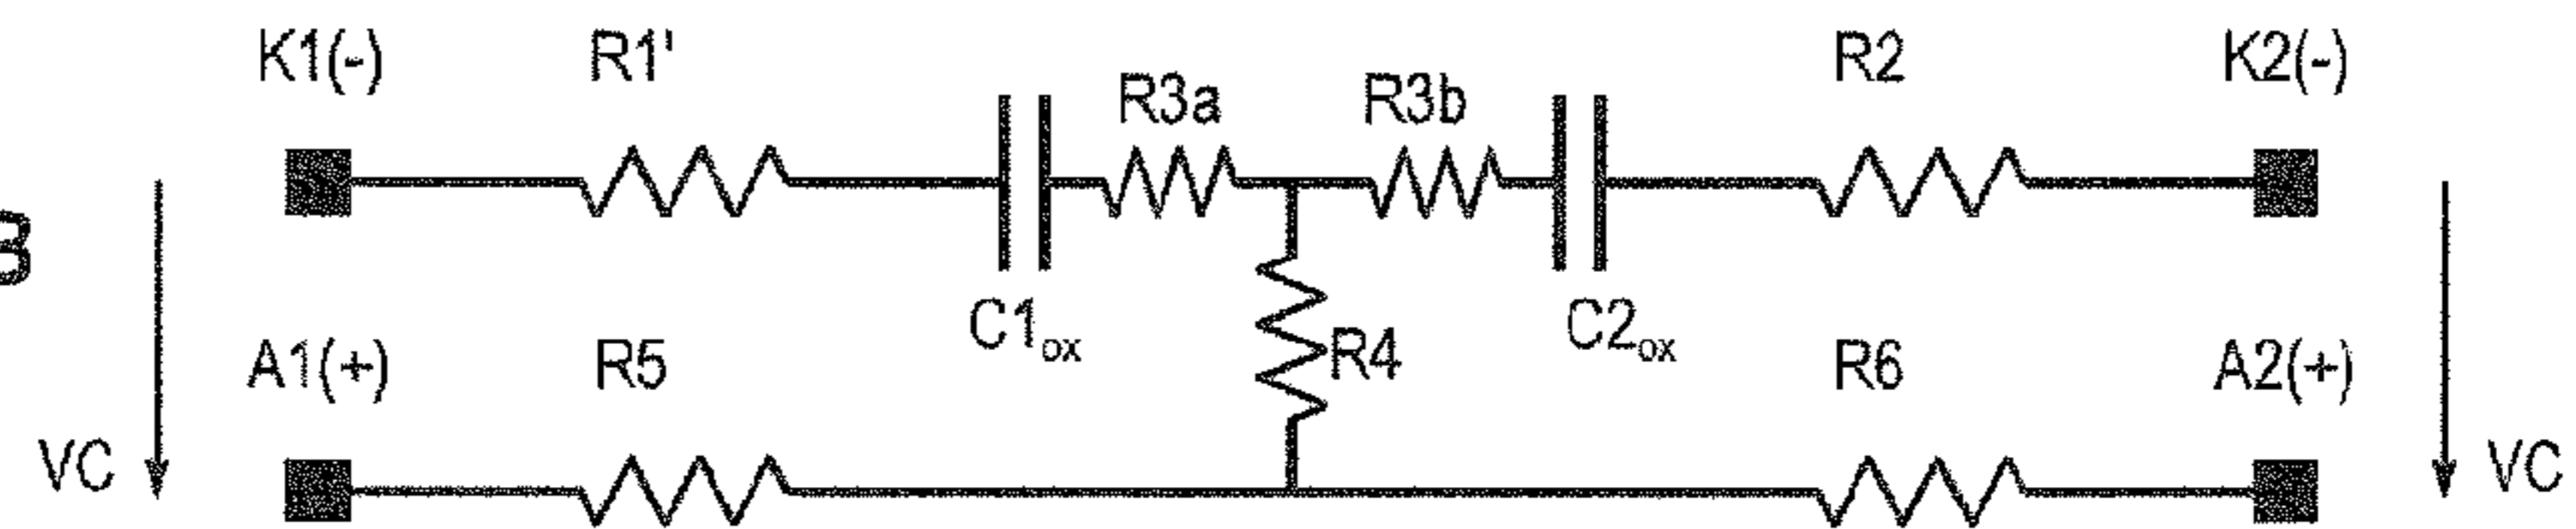 K1(-) R1' R3a R3b R2 K2(-)
B
C1ox R4 C2ox
A1(+) R5 R6 A2(+)
VC VC